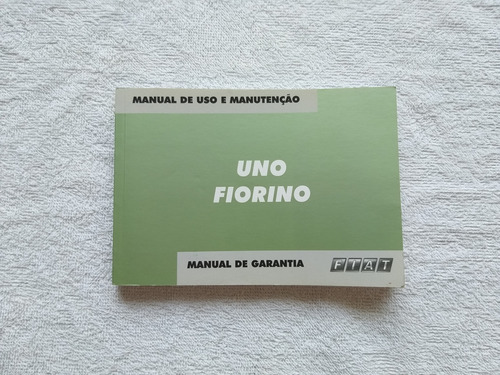 MANUAL DE USO E MANUTENÇÃO
UNO
FIORINO
MANUAL DE GARANTIA
FIAT